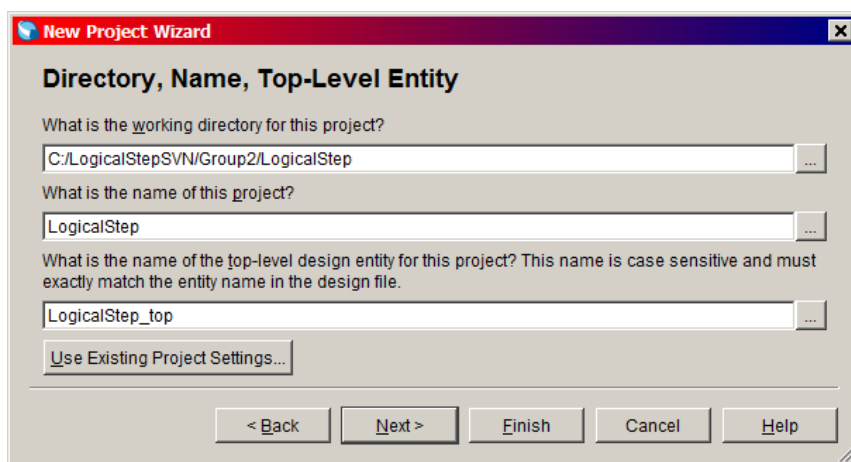 New Project Wizard
Directory, Name, Top-Level Entity
What is the working directory for this project?
C:/LogicalStepSVN/Group2/LogicalStep
...
What is the name of this project?
LogicalStep
...
What is the name of the top-level design entity for this project? This name is case sensitive and must
exactly match the entity name in the design file.
LogicalStep_top
...
Use Existing Project Settings...
< Back Next > Finish Cancel Help